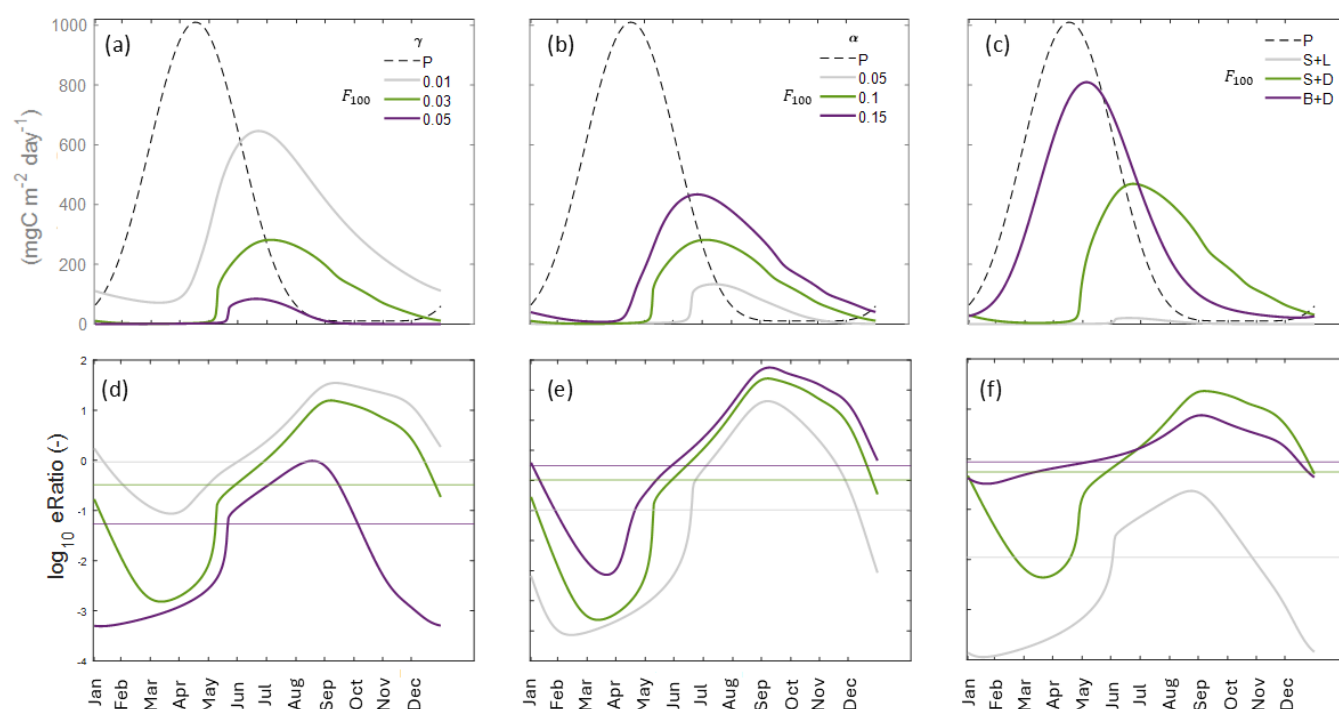 (a)
γ
P
F₁₀₀
0.01
0.03
0.05
(b)
α
P
F₁₀₀
0.05
0.1
0.15
(c)
P
F₁₀₀
S+L
S+D
B+D
1000
800
600
400
200
0
(mgC m⁻² day⁻¹)
(d)
(e)
(f)
2
1
0
-1
-2
-3
-4
log₁₀ eRatio (-)
Jan Feb Mar Apr May Jun Jul Aug Sep Oct Nov Dec
Jan Feb Mar Apr May Jun Jul Aug Sep Oct Nov Dec
Jan Feb Mar Apr May Jun Jul Aug Sep Oct Nov Dec